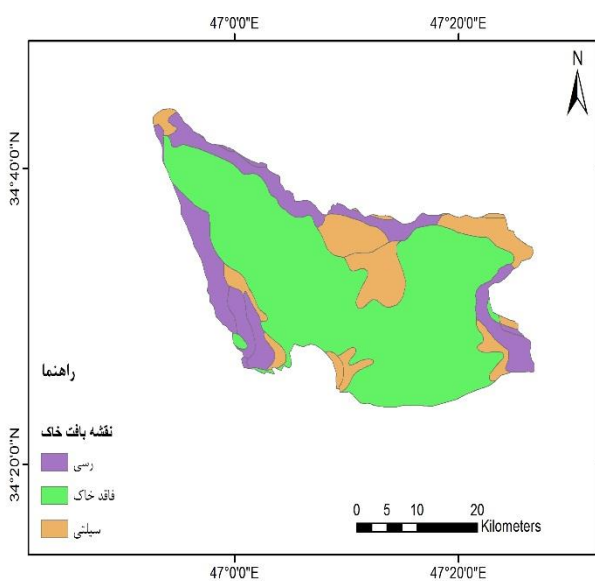 47°0'0"E 47°20'0"E
N
34°40'0"N
34°20'0"N
راهنما
نقشه بافت خاک
رسی
فاقد خاک
سیلتی
0 5 10 20
Kilometers
47°0'0"E 47°20'0"E